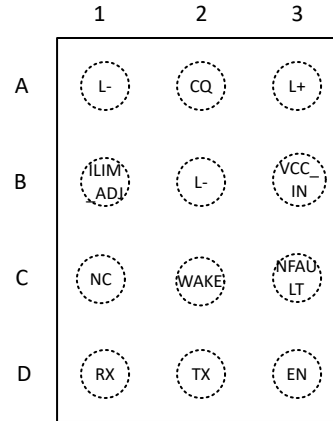 1 2 3
A L- CQ L+
B ILIM_ADJ L- VCC_IN
C NC WAKE NFAULT
D RX TX EN